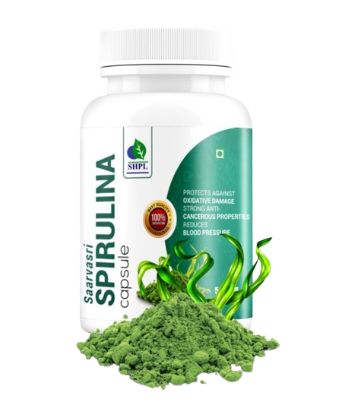 SHPL
Saarvasri
SPIRULINA
capsule
100%
PROTECTS AGAINST
OXIDATIVE DAMAGE
STRONG ANTI-
CANCEROUS PROPERTIES
REDUCES
BLOOD PRESSURE